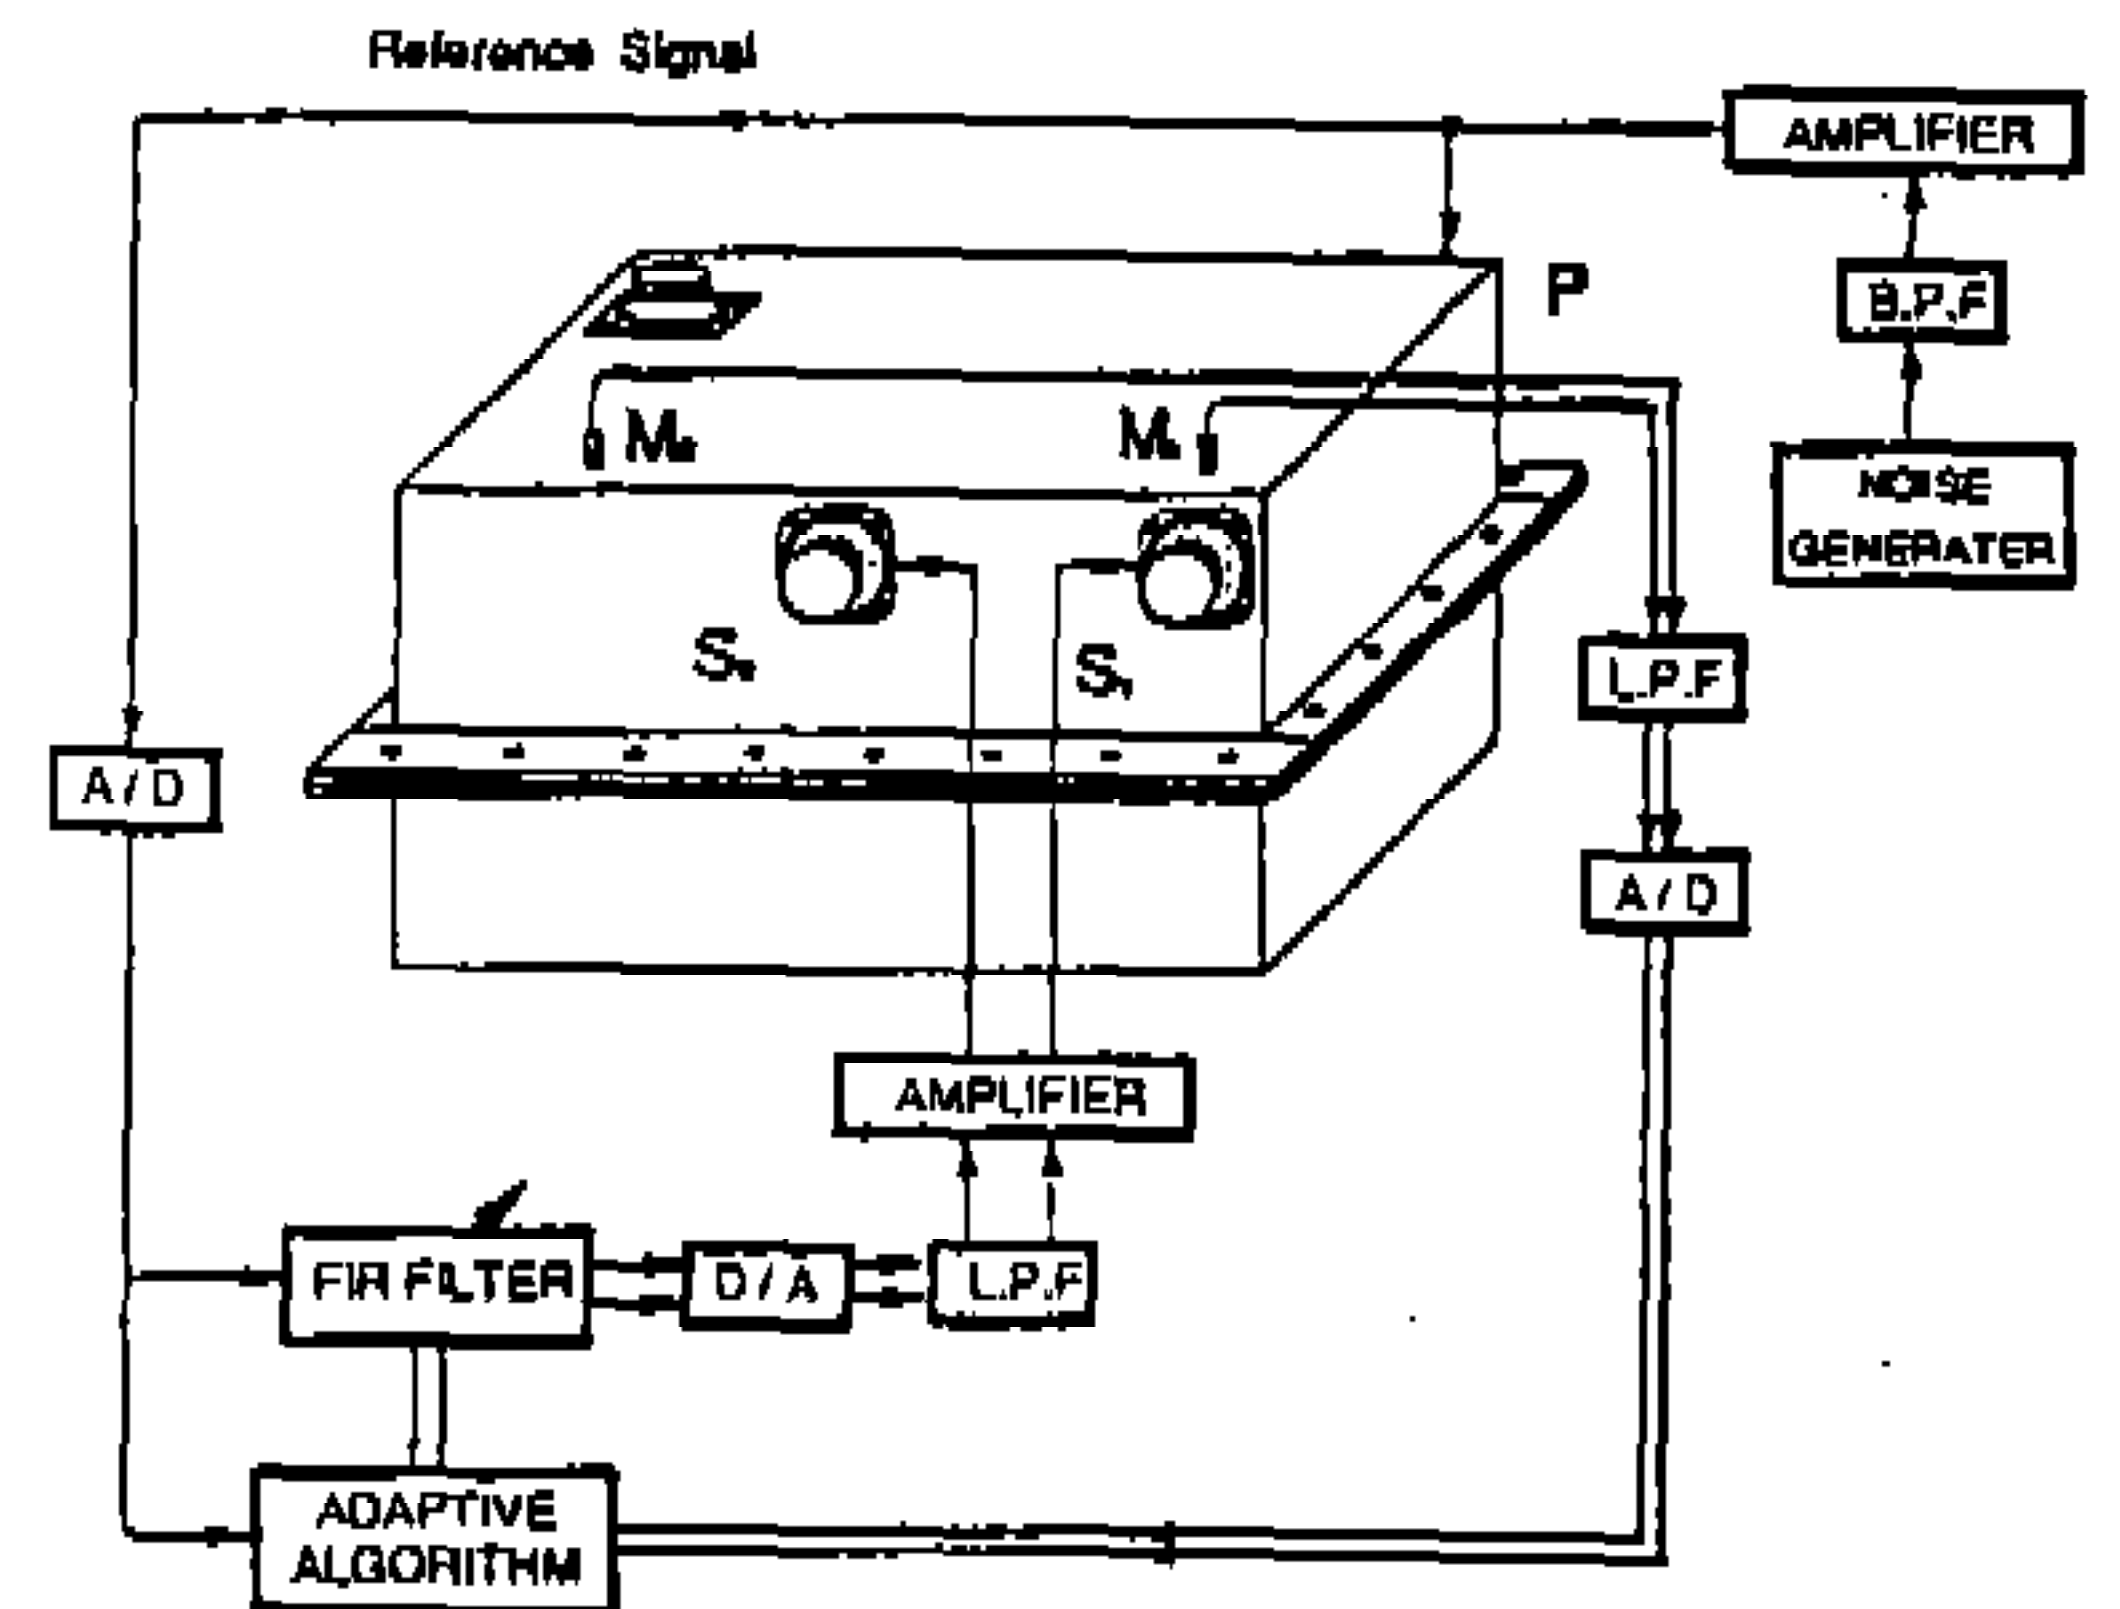 Reference Signal
AMPLIFIER
P
B.P.F
M
M
NOISE
GENERATER
S
S
L.P.F
A / D
A / D
AMPLIFIER
FIR FILTER
D / A
L.P.F
ADAPTIVE
ALGORITHM